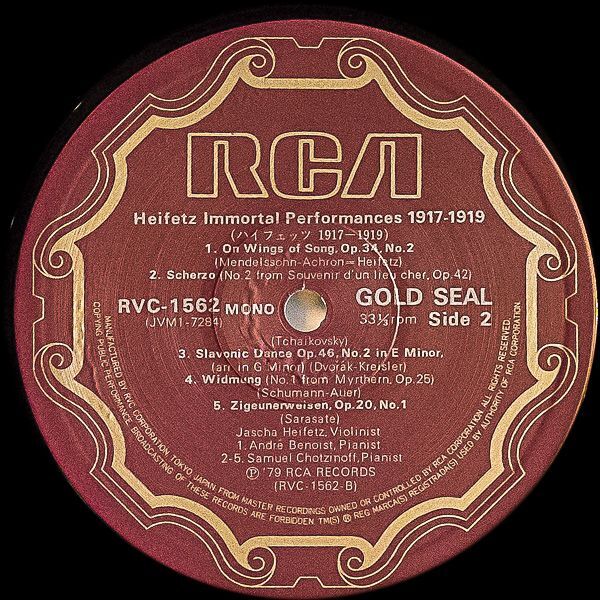 RCA
Heifetz Immortal Performances 1917-1919
(ハイフェッツ 1917—1919)
1. On Wings of Song, Op.34, No.2
(Mendelssohn-Achron=Heifetz)
2. Scherzo (No.2 from Souvenir d'un lieu cher, Op.42)
RVC-1562 MONO GOLD SEAL
(JVM1-7284) 33⅓ rpm Side 2
(Tchaikovsky)
3. Slavonic Dance Op.46, No.2 in E Minor,
(arr. in G Minor) (Dvorák-Kreisler)
4. Widmung (No.1 from Myrthern, Op.25)
(Schumann-Auer)
5. Zigeunerweisen, Op.20, No.1
(Sarasate)
Jascha Heifetz, Violinist
1. André Benoist, Pianist
2-5. Samuel Chotzinoff, Pianist
Ⓟ '79 RCA RECORDS
(RVC-1562-B)
MANUFACTURED BY RVC CORPORATION, TOKYO, JAPAN FROM MASTER RECORDINGS OWNED OR CONTROLLED BY RCA CORPORATION. ALL RIGHTS RESERVED.
COPYING, PUBLIC PERFORMANCE, BROADCASTING OF THESE RECORDS ARE FORBIDDEN TM(S) ® REG MARCA(S) REGISTRADA(S) USED BY AUTHORITY OF RCA CORPORATION.